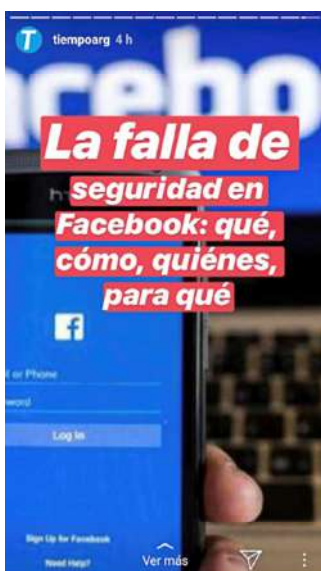 tiempoarg 4 h
cebo
La falla de
seguridad en
Facebook: qué,
cómo, quiénes,
para qué
f
or Phone
Log In
Sign Up for Facebook
Need Help?
Ver más